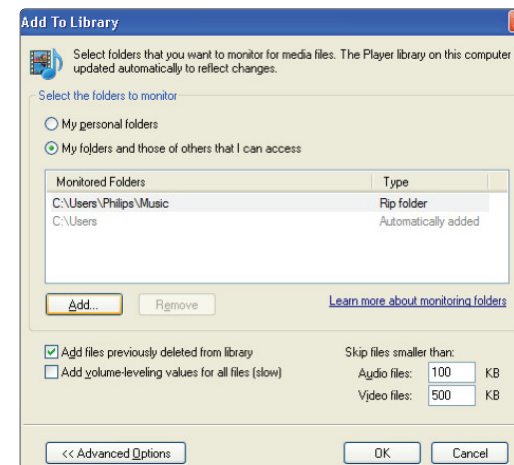 Add To Library
Select folders that you want to monitor for media files. The Player library on this computer
updated automatically to reflect changes.
Select the folders to monitor
My personal folders
My folders and those of others that I can access
Monitored Folders Type
C:\Users\Philips\Music Rip folder
C:\Users Automatically added
Add... Remove Learn more about monitoring folders
Add files previously deleted from library Skip files smaller than:
Add volume-leveling values for all files (slow) Audio files: 100 KB
Video files: 500 KB
<< Advanced Options OK Cancel